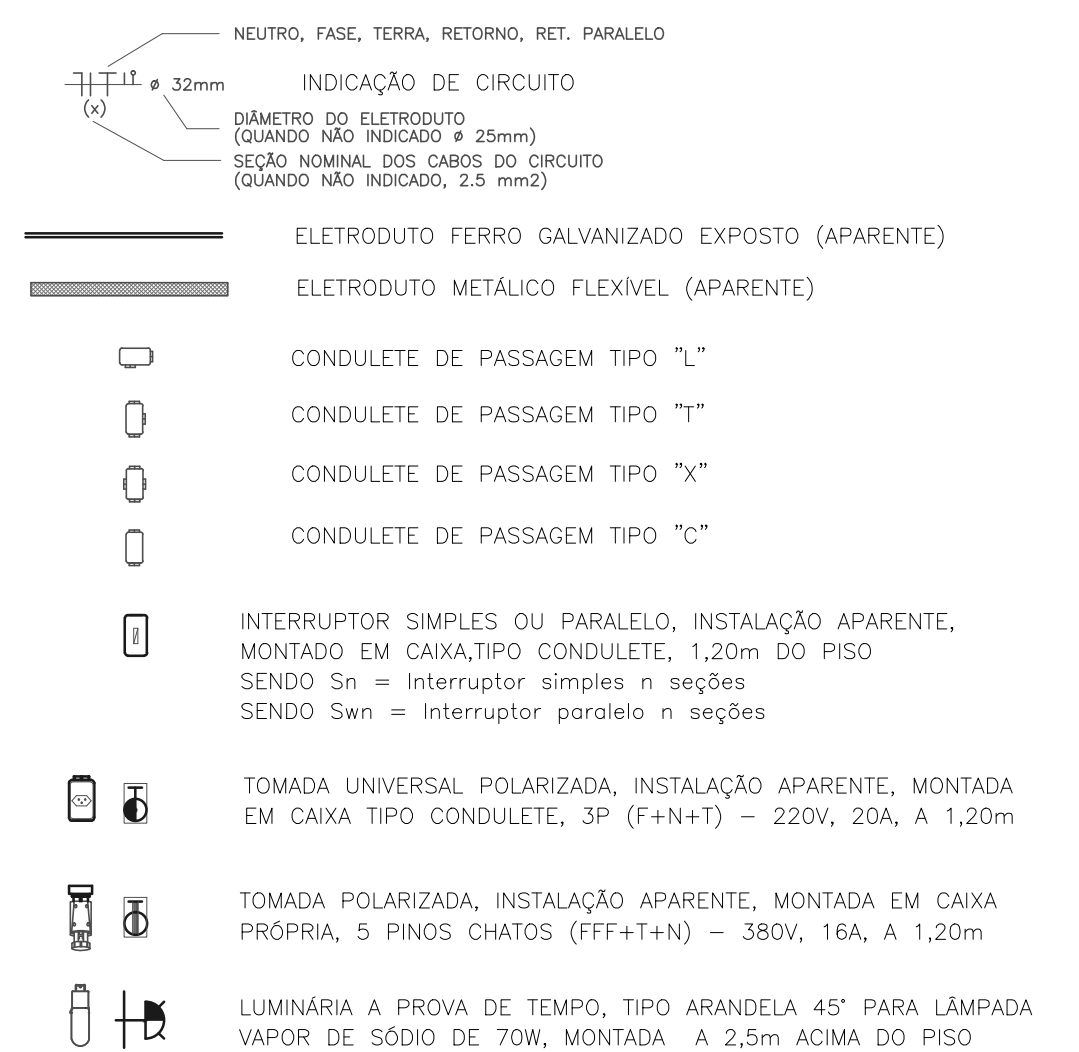 NEUTRO, FASE, TERRA, RETORNO, RET. PARALELO
ø 32mm
INDICAÇÃO DE CIRCUITO
(x)
DIÂMETRO DO ELETRODUTO
(QUANDO NÃO INDICADO ø 25mm)
SEÇÃO NOMINAL DOS CABOS DO CIRCUITO
(QUANDO NÃO INDICADO, 2.5 mm2)
ELETRODUTO FERRO GALVANIZADO EXPOSTO (APARENTE)
ELETRODUTO METÁLICO FLEXÍVEL (APARENTE)
CONDULETE DE PASSAGEM TIPO "L"
CONDULETE DE PASSAGEM TIPO "T"
CONDULETE DE PASSAGEM TIPO "X"
CONDULETE DE PASSAGEM TIPO "C"
INTERRUPTOR SIMPLES OU PARALELO, INSTALAÇÃO APARENTE,
MONTADO EM CAIXA,TIPO CONDULETE, 1,20m DO PISO
SENDO Sn = Interruptor simples n seções
SENDO Swn = Interruptor paralelo n seções
TOMADA UNIVERSAL POLARIZADA, INSTALAÇÃO APARENTE, MONTADA
EM CAIXA TIPO CONDULETE, 3P (F+N+T) – 220V, 20A, A 1,20m
TOMADA POLARIZADA, INSTALAÇÃO APARENTE, MONTADA EM CAIXA
PRÓPRIA, 5 PINOS CHATOS (FFF+T+N) – 380V, 16A, A 1,20m
LUMINÁRIA A PROVA DE TEMPO, TIPO ARANDELA 45° PARA LÂMPADA
VAPOR DE SÓDIO DE 70W, MONTADA A 2,5m ACIMA DO PISO